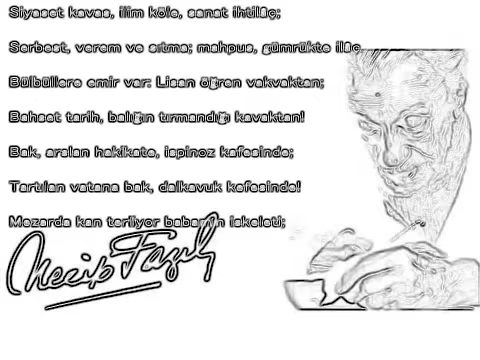 Siyaset kavas, ilim köle, sanat ihtilâç;
Serbest, verem ve sıtma; mahpus, gümrükte ilâç.
Bülbüllere emir var: Lisan öğren vakvaktan;
Bahset tarih, balığın tırmandığı kavaktan!
Bak, arslan hakikate, ispinoz kafesinde;
Tartılan vatana bak, dalkavuk kefesinde!
Mezarda kan terliyor babamın iskeleti;
Necip Fazıl